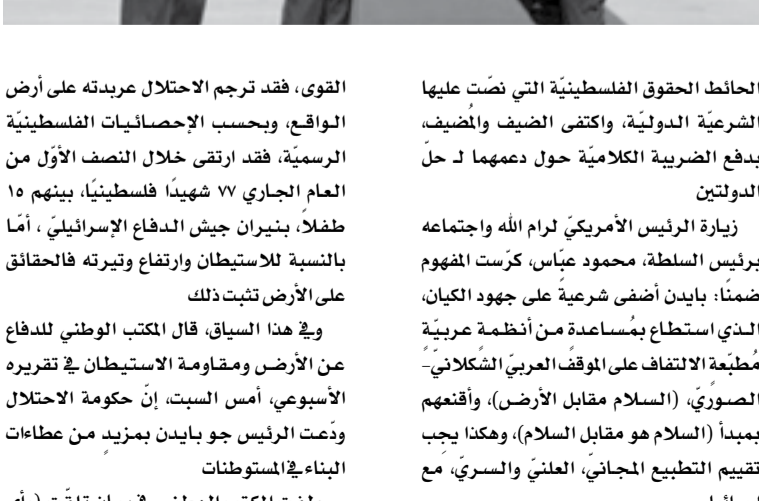 الحائط الحقوق الفلسطينيّة التي نصّت عليها
الشرعيّة الدوليّة، واكتفى الضيف والمُضيف،
بدفع الضريبة الكلاميّة حول دعمهما لـ حلّ
الدولتين
زيارة الرئيس الأمريكيّ لرام الله واجتماعه
برئيس السلطة، محمود عبّاس، كرّست المفهوم
ضمنًا: بايدن أضفى شرعيةً على جهود الكيان،
الذي استطاع بمُساعدة من أنظمة عربيّةٍ
مُطبّعةٍ الالتفاف على الموقف العربيّ الشكلانيّ-
الصوريّ، (السلام مقابل الأرض)، وأقنعهم
بمبدأ (السلام هو مقابل السلام)، وهكذا يجب
تقييم التطبيع المجانيّ، العلنيّ والسريّ، مع
القوى، فقد ترجم الاحتلال عربدته على أرض
الواقع، وبحسب الإحصائيات الفلسطينيّة
الرسميّة، فقد ارتقى خلال النصف الأوّل من
العام الجاري ٧٧ شهيدًا فلسطينيًا، بينهم ١٥
طفلاً، بنيران جيش الدفاع الإسرائيليّ ، أمّا
بالنسبة للاستيطان وارتفاع وتيرته فالحقائق
على الأرض تثبت ذلك
وفي هذا السياق، قال المكتب الوطني للدفاع
عن الأرض ومقاومة الاستيطان في تقريره
الأسبوعي، أمس السبت، إنّ حكومة الاحتلال
ودّعت الرئيس جو بايدن بمزيدٍ من عطاءات
البناء في المستوطنات